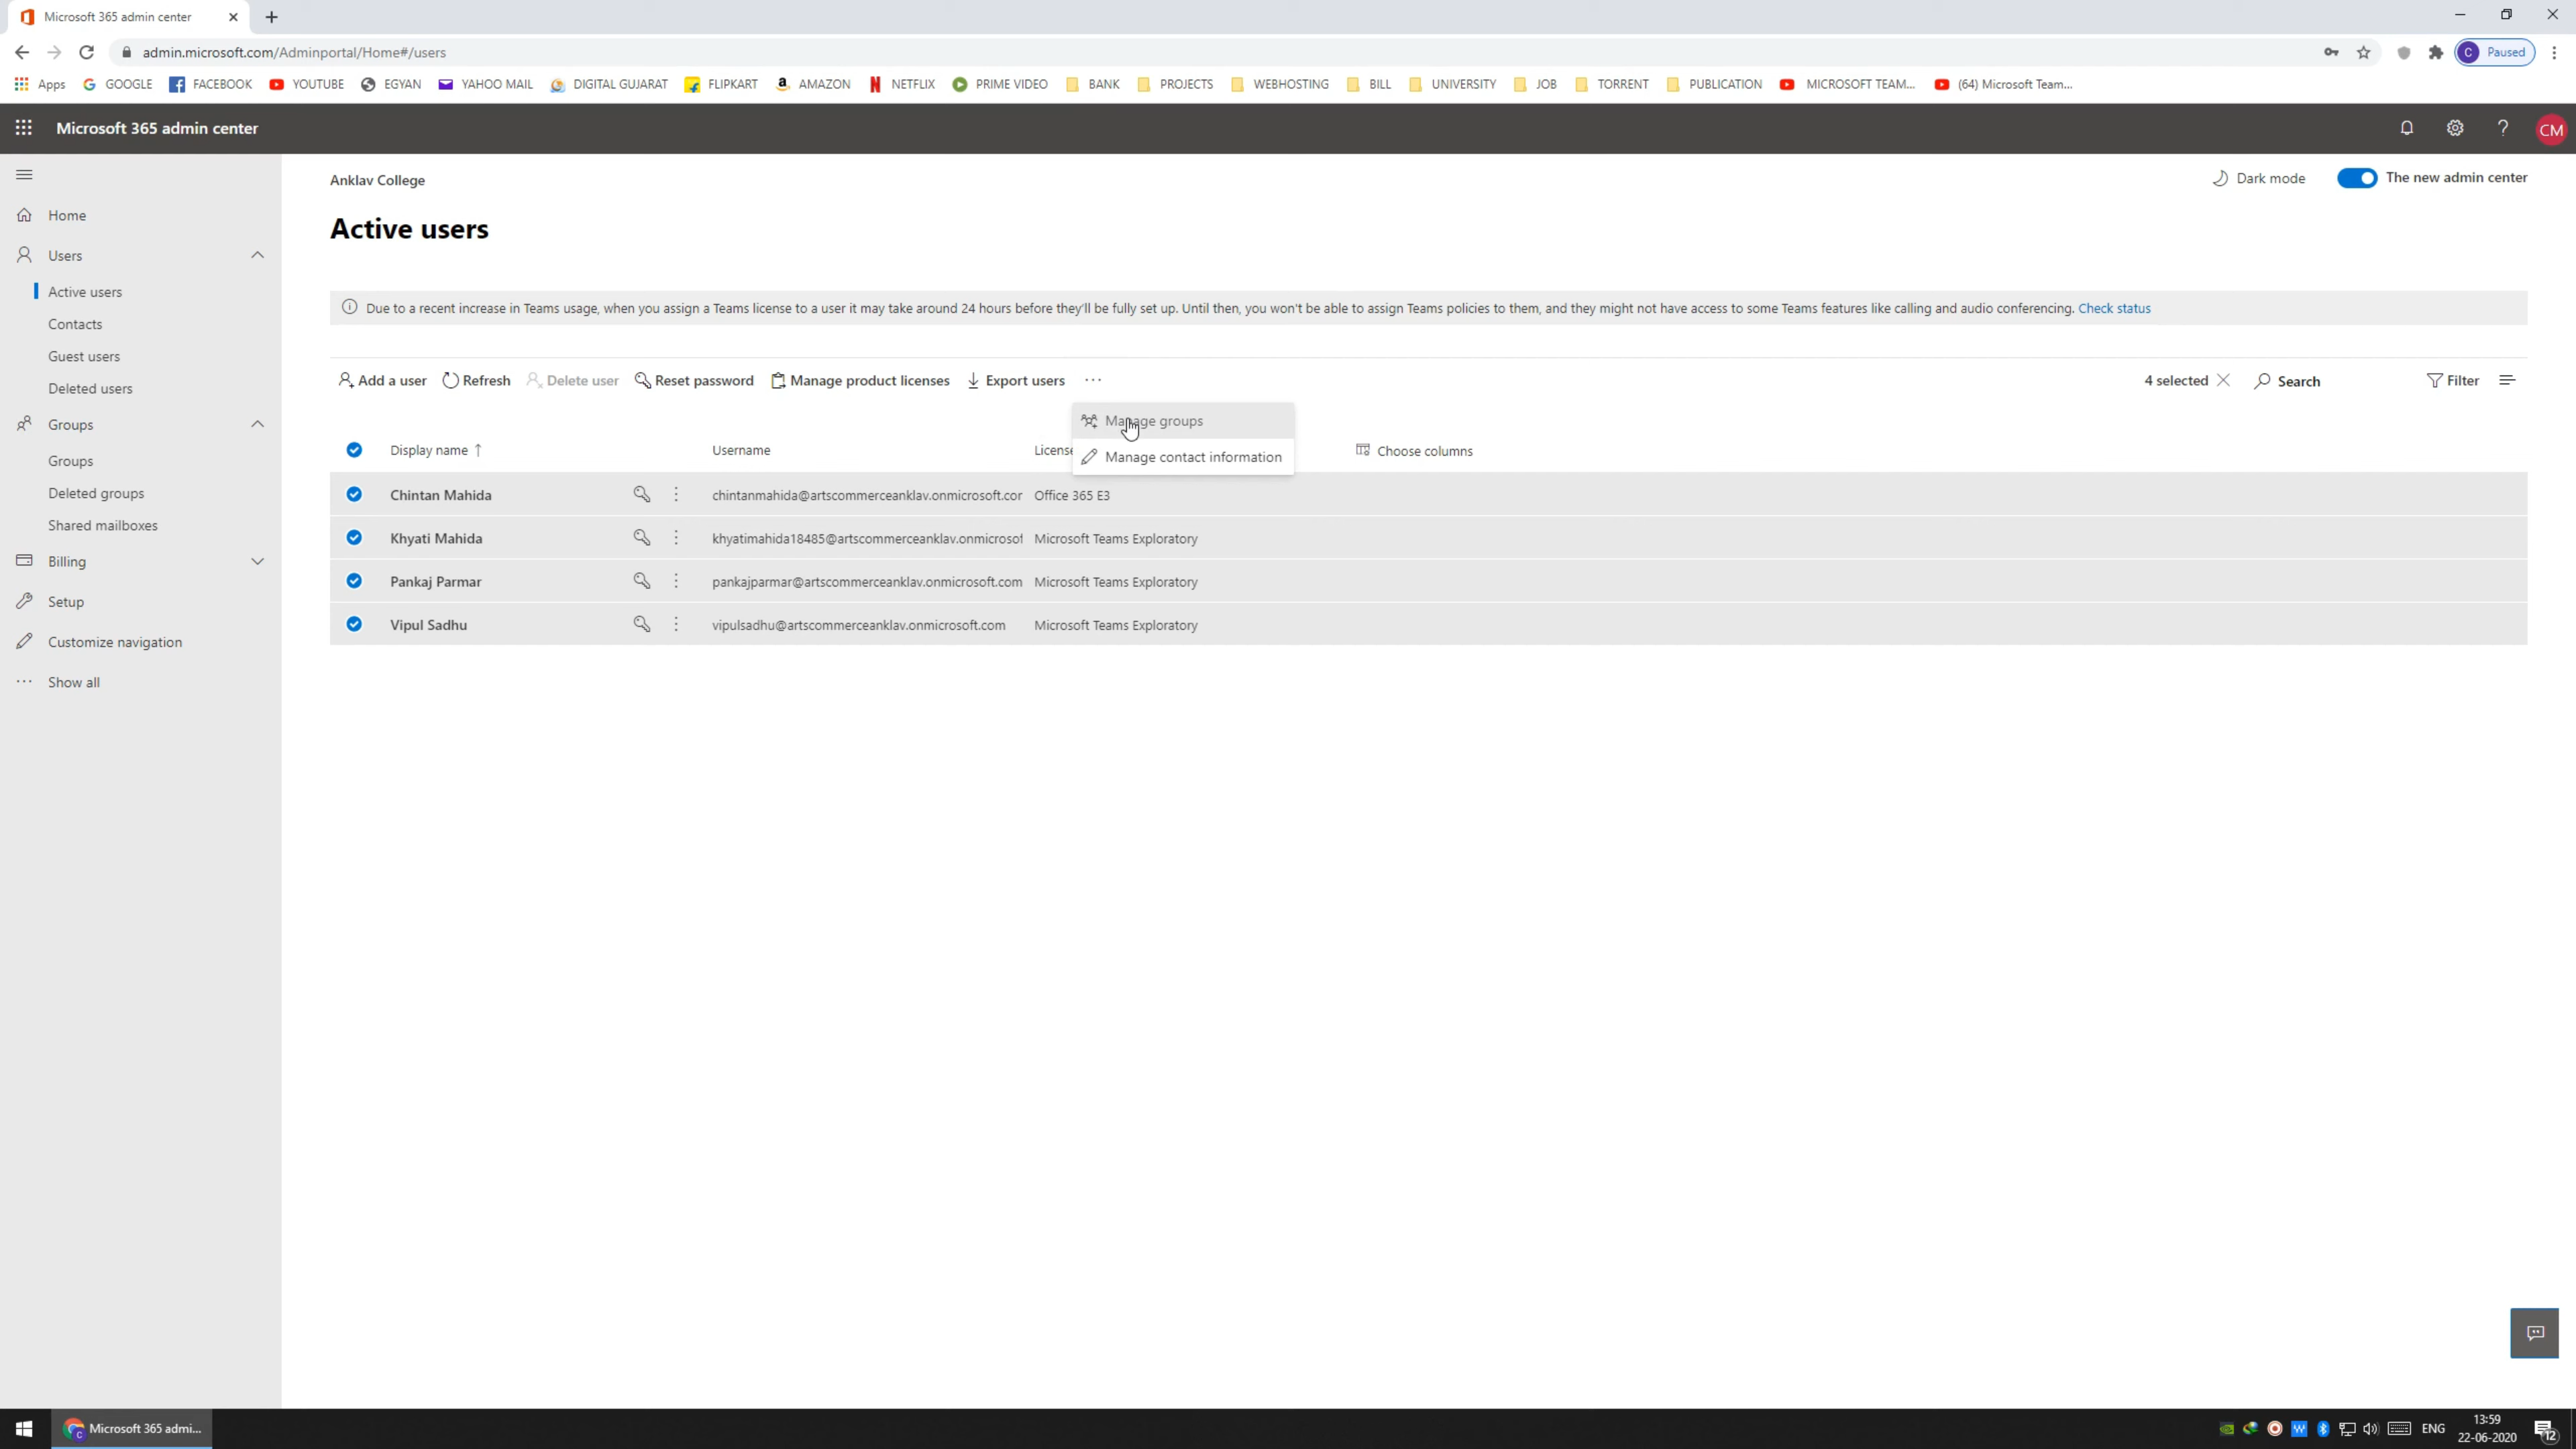 Microsoft 365 admin center
admin.microsoft.com/Adminportal/Home#/users
C Paused
Apps GOOGLE FACEBOOK YOUTUBE EGYAN YAHOO MAIL DIGITAL GUJARAT FLIPKART AMAZON NETFLIX PRIME VIDEO BANK PROJECTS WEBHOSTING BILL UNIVERSITY JOB TORRENT PUBLICATION MICROSOFT TEAM... (64) Microsoft Team...
Microsoft 365 admin center
CM
Home
Users
Active users
Contacts
Guest users
Deleted users
Groups
Groups
Deleted groups
Shared mailboxes
Billing
Setup
Customize navigation
Show all
Anklav College
Dark mode The new admin center
Active users
Due to a recent increase in Teams usage, when you assign a Teams license to a user it may take around 24 hours before they'll be fully set up. Until then, you won't be able to assign Teams policies to them, and they might not have access to some Teams features like calling and audio conferencing. Check status
Add a user Refresh Delete user Reset password Manage product licenses Export users 4 selected Search Filter
Manage groups
Manage contact information
Display name ↑ Username License Choose columns
Chintan Mahida chintanmahida@artscommerceanklav.onmicrosoft.cor Office 365 E3
Khyati Mahida khyatimahida18485@artscommerceanklav.onmicrosof Microsoft Teams Exploratory
Pankaj Parmar pankajparmar@artscommerceanklav.onmicrosoft.com Microsoft Teams Exploratory
Vipul Sadhu vipulsadhu@artscommerceanklav.onmicrosoft.com Microsoft Teams Exploratory
Microsoft 365 admi...
ENG
13:59
22-06-2020
12